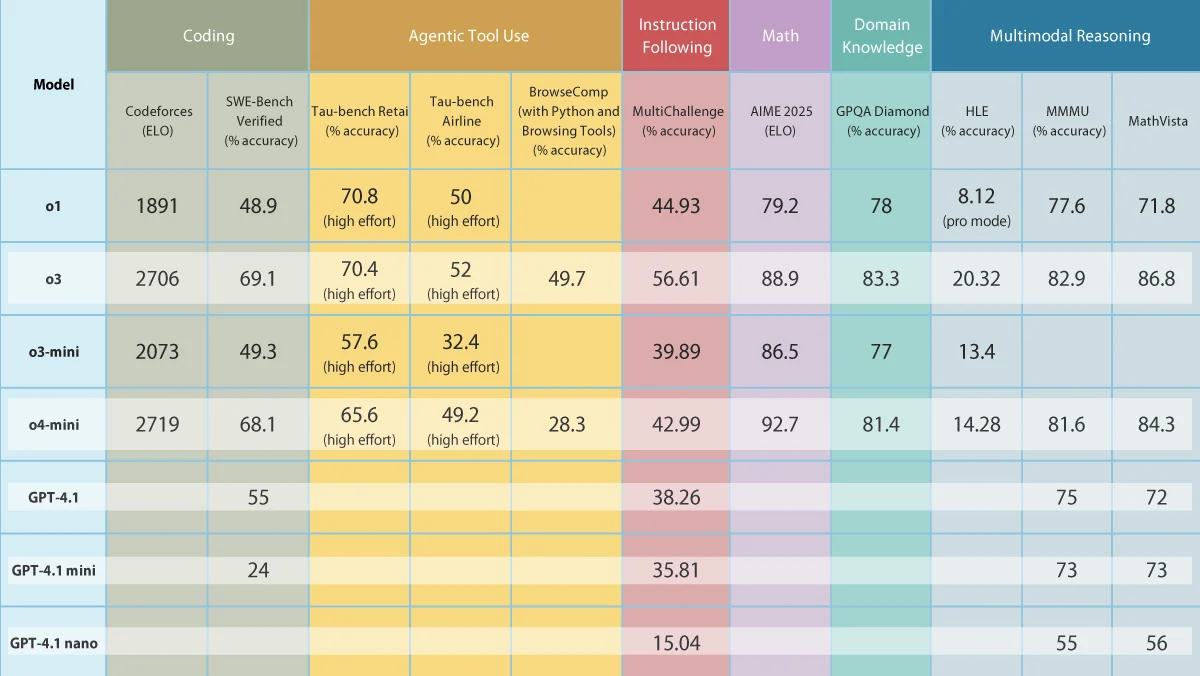 Model
Coding
Agentic Tool Use
Instruction
Following
Math
Domain
Knowledge
Multimodal Reasoning
Codeforces
(ELO)
SWE-Bench
Verified
(% accuracy)
Tau-bench Retai
(% accuracy)
Tau-bench
Airline
(% accuracy)
BrowseComp
(with Python and
Browsing Tools)
(% accuracy)
MultiChallenge
(% accuracy)
AIME 2025
(ELO)
GPQA Diamond
(% accuracy)
HLE
(% accuracy)
MMMU
(% accuracy)
MathVista
o1 1891 48.9 70.8 (high effort) 50 (high effort) 44.93 79.2 78 8.12 (pro mode) 77.6 71.8
o3 2706 69.1 70.4 (high effort) 52 (high effort) 49.7 56.61 88.9 83.3 20.32 82.9 86.8
o3-mini 2073 49.3 57.6 (high effort) 32.4 (high effort) 39.89 86.5 77 13.4
o4-mini 2719 68.1 65.6 (high effort) 49.2 (high effort) 28.3 42.99 92.7 81.4 14.28 81.6 84.3
GPT-4.1 55 38.26 75 72
GPT-4.1 mini 24 35.81 73 73
GPT-4.1 nano 15.04 55 56